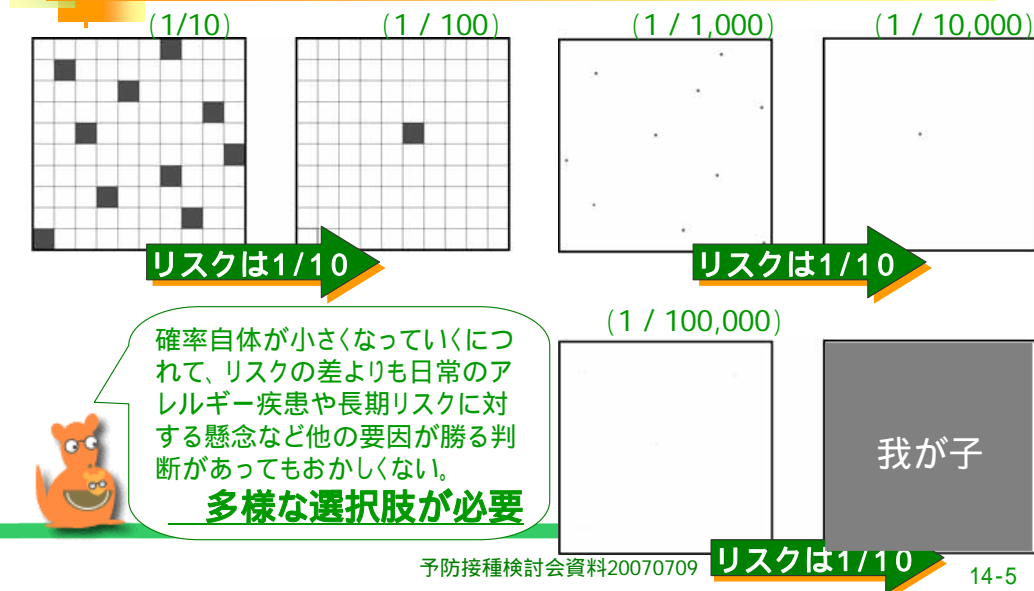 (1/10)
(1 / 100)
(1 / 1,000)
(1 / 10,000)
リスクは1/10
リスクは1/10
確率自体が小さくなっていくにつ
れて、リスクの差よりも日常のア
レルギー疾患や長期リスクに対
する懸念など他の要因が勝る判
断があってもおかしくない。
多様な選択肢が必要
(1 / 100,000)
我が子
リスクは1/10
予防接種検討会資料20070709
14-5